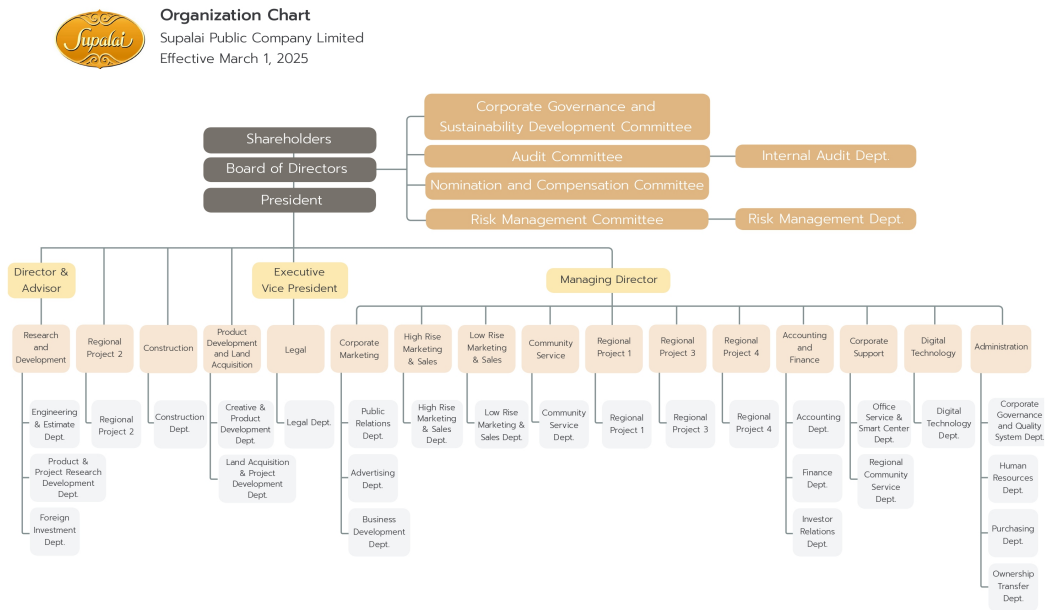 Supalai
Organization Chart
Supalai Public Company Limited
Effective March 1, 2025
Corporate Governance and
Sustainability Development Committee
Shareholders
Audit Committee
Internal Audit Dept.
Board of Directors
Nomination and Compensation Committee
President
Risk Management Committee
Risk Management Dept.
Director &
Advisor
Executive
Vice President
Managing Director
Research
and
Development
Regional
Project 2
Construction
Product
Development
and Land
Acquisition
Legal
Corporate
Marketing
High Rise
Marketing
& Sales
Low Rise
Marketing
& Sales
Community
Service
Regional
Project 1
Regional
Project 3
Regional
Project 4
Accounting
and
Finance
Corporate
Support
Digital
Technology
Administration
Engineering
& Estimate
Dept.
Regional
Project 2
Construction
Dept.
Creative &
Product
Development
Dept.
Legal Dept.
Public
Relations
Dept.
High Rise
Marketing
& Sales
Dept.
Low Rise
Marketing &
Sales Dept.
Community
Service
Dept.
Regional
Project 1
Regional
Project 3
Regional
Project 4
Accounting
Dept.
Office
Service &
Smart Center
Dept.
Digital
Technology
Dept.
Corporate
Governance
and Quality
System Dept.
Product &
Project Research
Development
Dept.
Land Acquisition
& Project
Development
Dept.
Advertising
Dept.
Finance
Dept.
Regional
Community
Service
Dept.
Human
Resources
Dept.
Foreign
Investment
Dept.
Business
Development
Dept.
Investor
Relations
Dept.
Purchasing
Dept.
Ownership
Transfer
Dept.